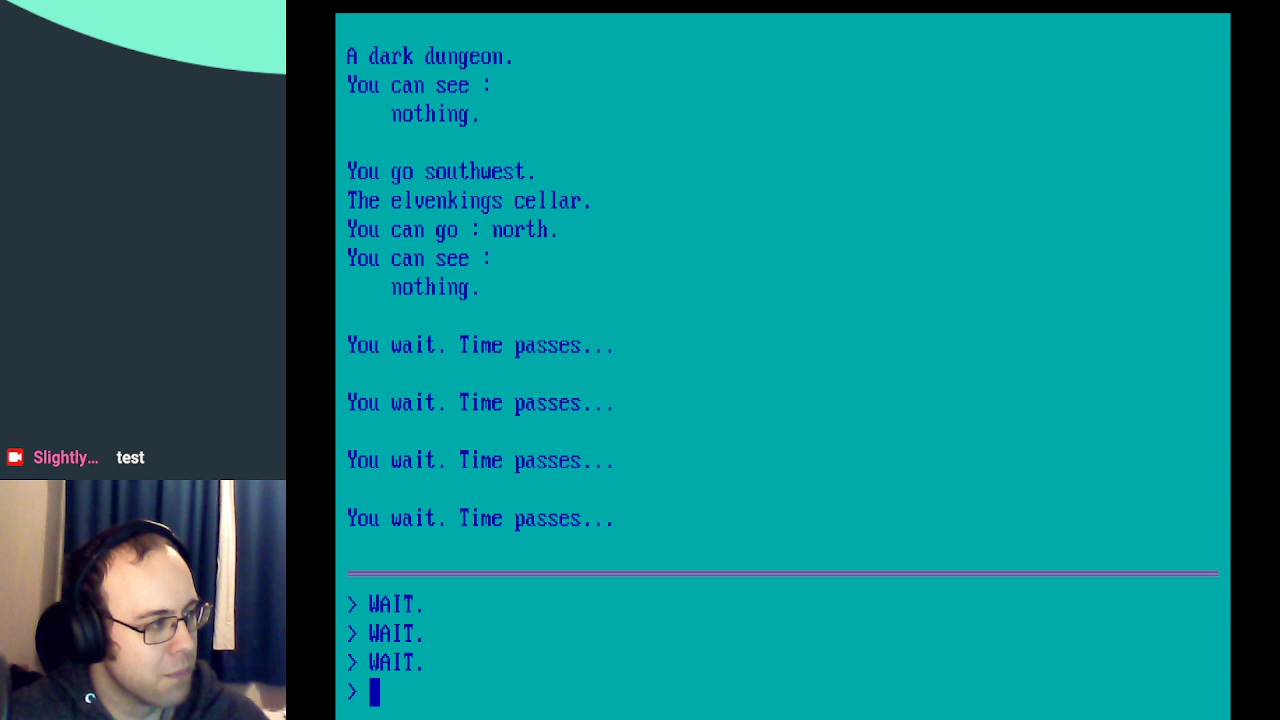 A dark dungeon.
You can see :
nothing.
You go southwest.
The elvenkings cellar.
You can go : north.
You can see :
nothing.
You wait. Time passes...
You wait. Time passes...
You wait. Time passes...
You wait. Time passes...
Slightly... test
> WAIT.
> WAIT.
> WAIT.
>